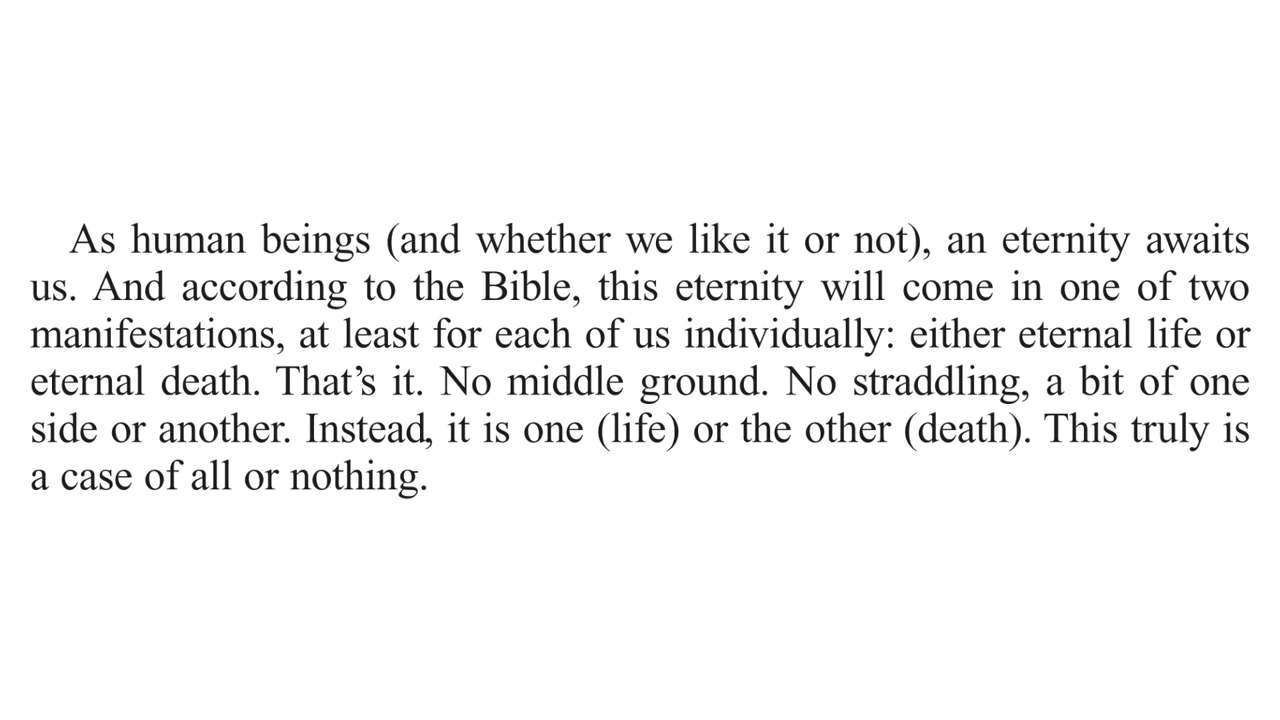 As human beings (and whether we like it or not), an eternity awaits
us. And according to the Bible, this eternity will come in one of two
manifestations, at least for each of us individually: either eternal life or
eternal death. That’s it. No middle ground. No straddling, a bit of one
side or another. Instead, it is one (life) or the other (death). This truly is
a case of all or nothing.